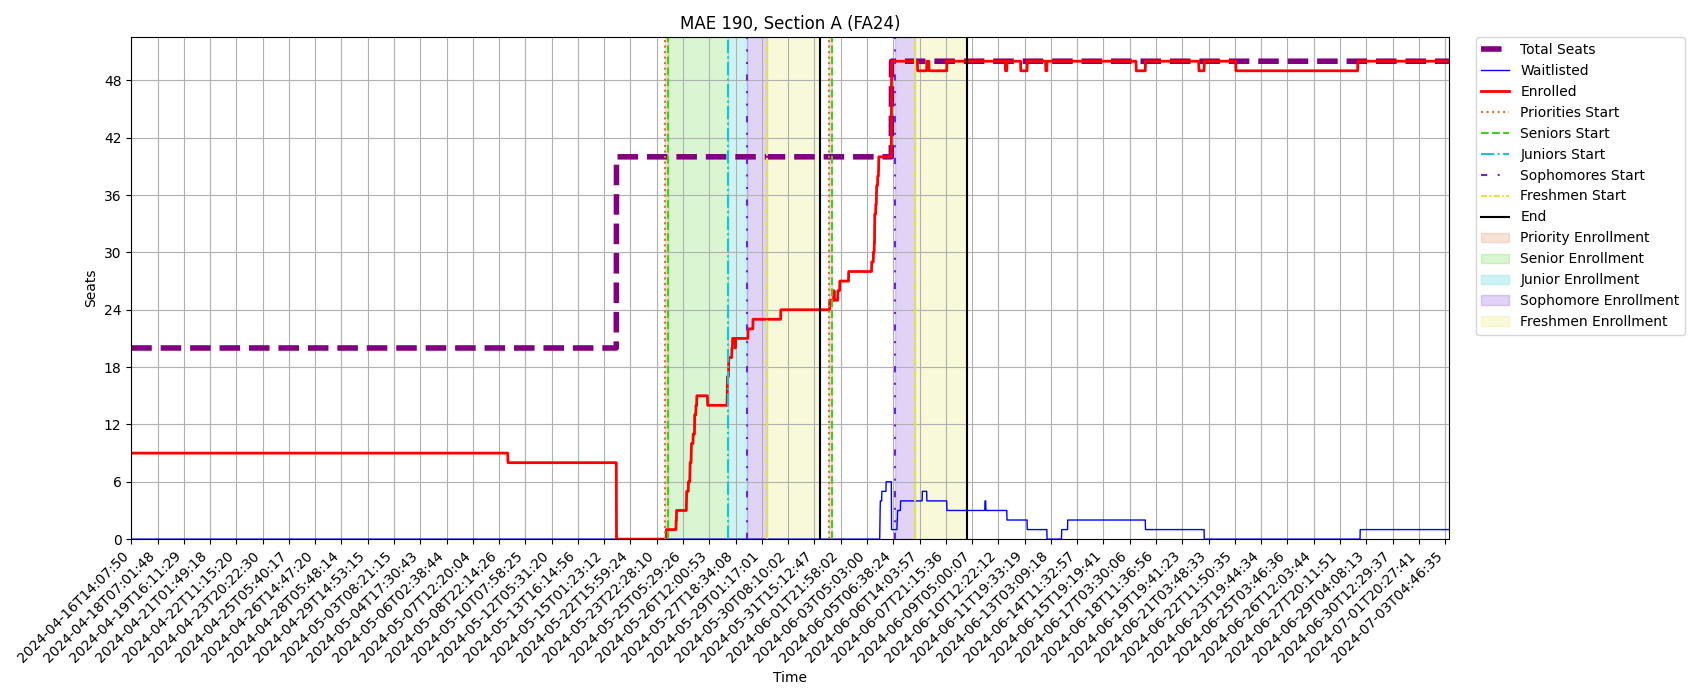 MAE 190, Section A (FA24)
Seats
48
42
36
30
24
18
12
6
0
2024-04-16T14:07:50
2024-04-18T07:01:48
2024-04-19T16:11:29
2024-04-21T01:49:18
2024-04-22T11:15:20
2024-04-23T20:22:30
2024-04-25T05:40:17
2024-04-26T14:47:20
2024-04-28T05:48:14
2024-04-29T14:53:15
2024-05-03T08:21:15
2024-05-04T17:30:43
2024-05-06T02:38:44
2024-05-07T12:20:04
2024-05-08T22:14:26
2024-05-10T07:58:25
2024-05-12T05:31:20
2024-05-13T16:14:56
2024-05-15T01:23:12
2024-05-22T15:59:24
2024-05-23T22:28:10
2024-05-25T05:29:26
2024-05-26T12:00:53
2024-05-27T18:34:08
2024-05-29T01:17:01
2024-05-30T08:10:02
2024-05-31T15:12:47
2024-06-01T21:58:02
2024-06-03T05:03:00
2024-06-05T06:38:24
2024-06-06T14:03:57
2024-06-07T21:15:36
2024-06-09T05:00:07
2024-06-10T12:22:12
2024-06-11T19:33:19
2024-06-13T03:09:18
2024-06-14T11:32:57
2024-06-15T19:19:41
2024-06-17T03:30:06
2024-06-18T11:36:56
2024-06-19T19:41:23
2024-06-21T03:48:33
2024-06-22T11:50:35
2024-06-23T19:44:34
2024-06-25T03:46:36
2024-06-26T12:03:44
2024-06-27T20:11:51
2024-06-29T04:08:13
2024-06-30T12:29:37
2024-07-01T20:27:41
2024-07-03T04:46:35
Time
Total Seats
Waitlisted
Enrolled
Priorities Start
Seniors Start
Juniors Start
Sophomores Start
Freshmen Start
End
Priority Enrollment
Senior Enrollment
Junior Enrollment
Sophomore Enrollment
Freshmen Enrollment